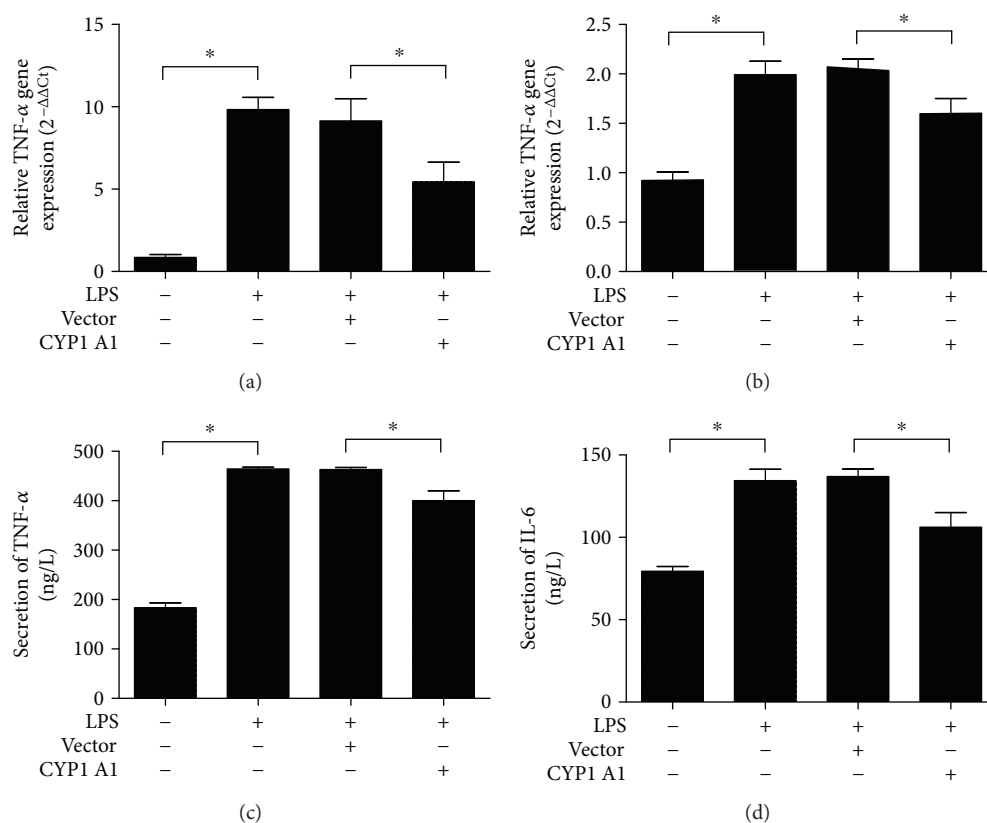 Relative TNF-α gene
expression (2−ΔΔCt)
15
10
5
0
*
*
LPS − + + +
Vector − − + −
CYP1 A1 − − − +
(a)
Relative TNF-α gene
expression (2−ΔΔCt)
2.5
2.0
1.5
1.0
0.5
0.0
*
*
LPS − + + +
Vector − − + −
CYP1 A1 − − − +
(b)
Secretion of TNF-α
(ng/L)
500
400
300
200
100
0
*
*
LPS − + + +
Vector − − + −
CYP1 A1 − − − +
(c)
Secretion of IL-6
(ng/L)
150
100
50
0
*
*
LPS − + + +
Vector − − + −
CYP1 A1 − − − +
(d)